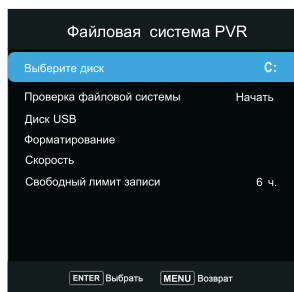 Файловая система PVR
Выберите диск C:
Проверка файловой системы Начать
Диск USB
Форматирование
Скорость
Свободный лимит записи 6 ч.
ENTER Выбрать MENU Возврат